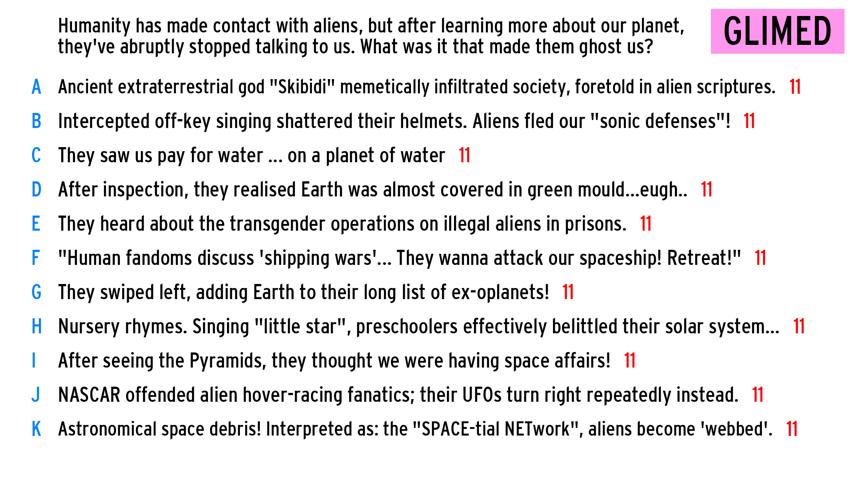 Humanity has made contact with aliens, but after learning more about our planet,
they've abruptly stopped talking to us. What was it that made them ghost us?
GLIMED
A Ancient extraterrestrial god "Skibidi" memetically infiltrated society, foretold in alien scriptures. 11
B Intercepted off-key singing shattered their helmets. Aliens fled our "sonic defenses"! 11
C They saw us pay for water ... on a planet of water 11
D After inspection, they realised Earth was almost covered in green mould...eugh.. 11
E They heard about the transgender operations on illegal aliens in prisons. 11
F "Human fandoms discuss 'shipping wars'... They wanna attack our spaceship! Retreat!" 11
G They swiped left, adding Earth to their long list of ex-oplanets! 11
H Nursery rhymes. Singing "little star", preschoolers effectively belittled their solar system... 11
I After seeing the Pyramids, they thought we were having space affairs! 11
J NASCAR offended alien hover-racing fanatics; their UFOs turn right repeatedly instead. 11
K Astronomical space debris! Interpreted as: the "SPACE-tial NETwork", aliens become 'webbed'. 11